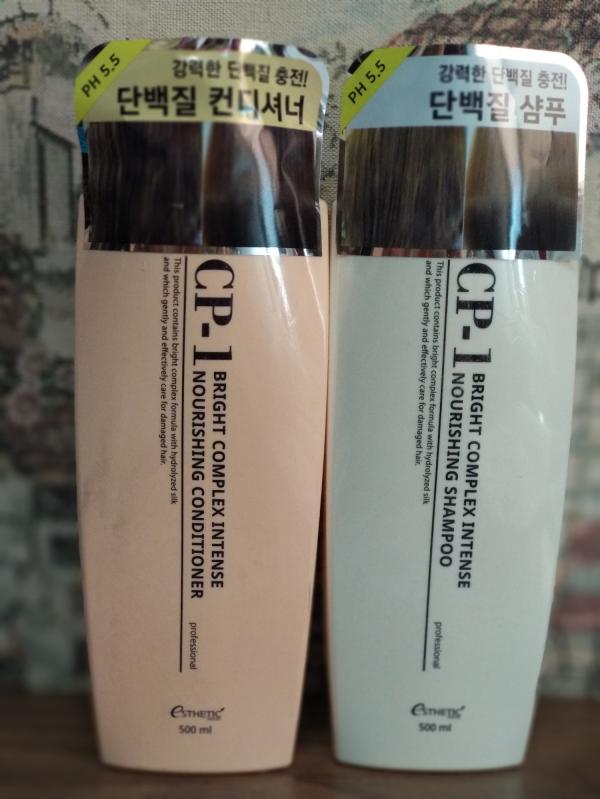 PH 5.5
강력한 단백질 충전!
단백질 컨디셔너
CP-1
BRIGHT COMPLEX INTENSE
NOURISHING CONDITIONER
professional
This product contains bright complex formula with hydrolyzed silk
and which gently and effectively care for damaged hair.
ESTHETIC
500 ml
PH 5.5
강력한 단백질 충전!
단백질 샴푸
CP-1
BRIGHT COMPLEX INTENSE
NOURISHING SHAMPOO
professional
This product contains bright complex formula with hydrolyzed silk
and which gently and effectively care for damaged hair.
ESTHETIC
500 ml